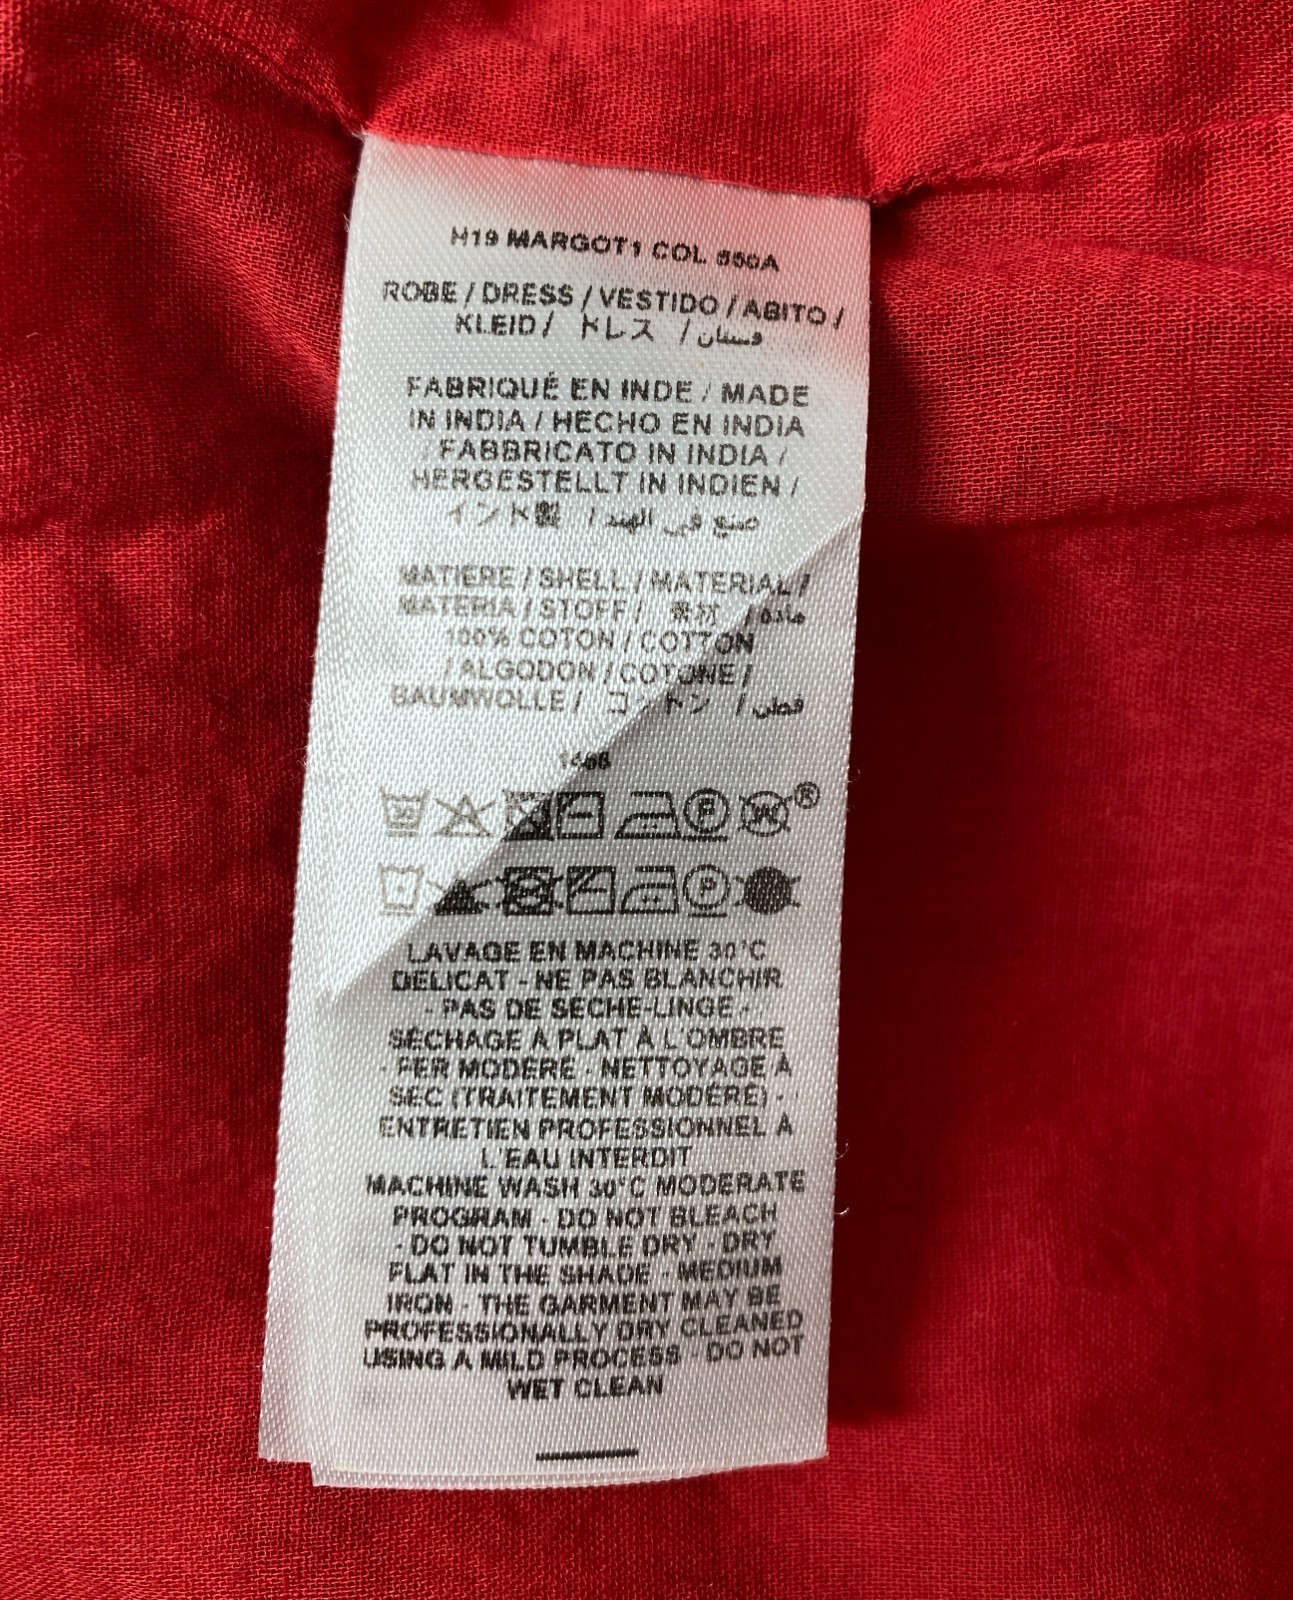 H19 MARGOT1 COL 850A
ROBE / DRESS / VESTIDO / ABITO /
KLEID / ドレス / فستان
FABRIQUÉ EN INDE / MADE
IN INDIA / HECHO EN INDIA
/ FABBRICATO IN INDIA /
HERGESTELLT IN INDIEN /
インド製 / صنع في الهند
MATIERE / SHELL / MATERIAL /
MATERIA / STOFF / 素材 / مادة
100% COTON / COTTON
/ ALGODON / COTONE /
BAUMWOLLE / コットン / قطن
®
P
P
LAVAGE EN MACHINE 30°C
DELICAT - NE PAS BLANCHIR
- PAS DE SECHE-LINGE -
SÉCHAGE A PLAT À L'OMBRE
- FER MODÉRÉ - NETTOYAGE À
SEC (TRAITEMENT MODÉRÉ) -
ENTRETIEN PROFESSIONNEL À
L'EAU INTERDIT
MACHINE WASH 30°C MODERATE
PROGRAM - DO NOT BLEACH
- DO NOT TUMBLE DRY - DRY
FLAT IN THE SHADE - MEDIUM
IRON - THE GARMENT MAY BE
PROFESSIONALLY DRY CLEANED
USING A MILD PROCESS - DO NOT
WET CLEAN